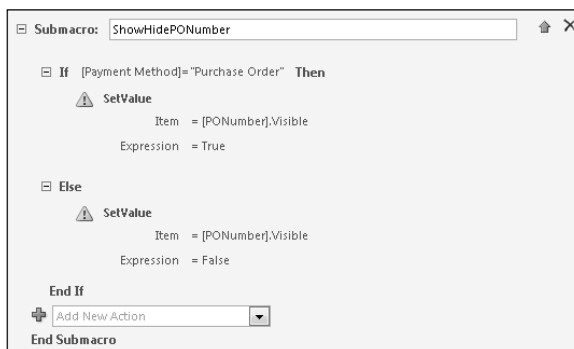 Submacro: ShowHidePONumber
If [Payment Method]="Purchase Order" Then
SetValue
Item = [PONumber].Visible
Expression = True
Else
SetValue
Item = [PONumber].Visible
Expression = False
End If
Add New Action
End Submacro